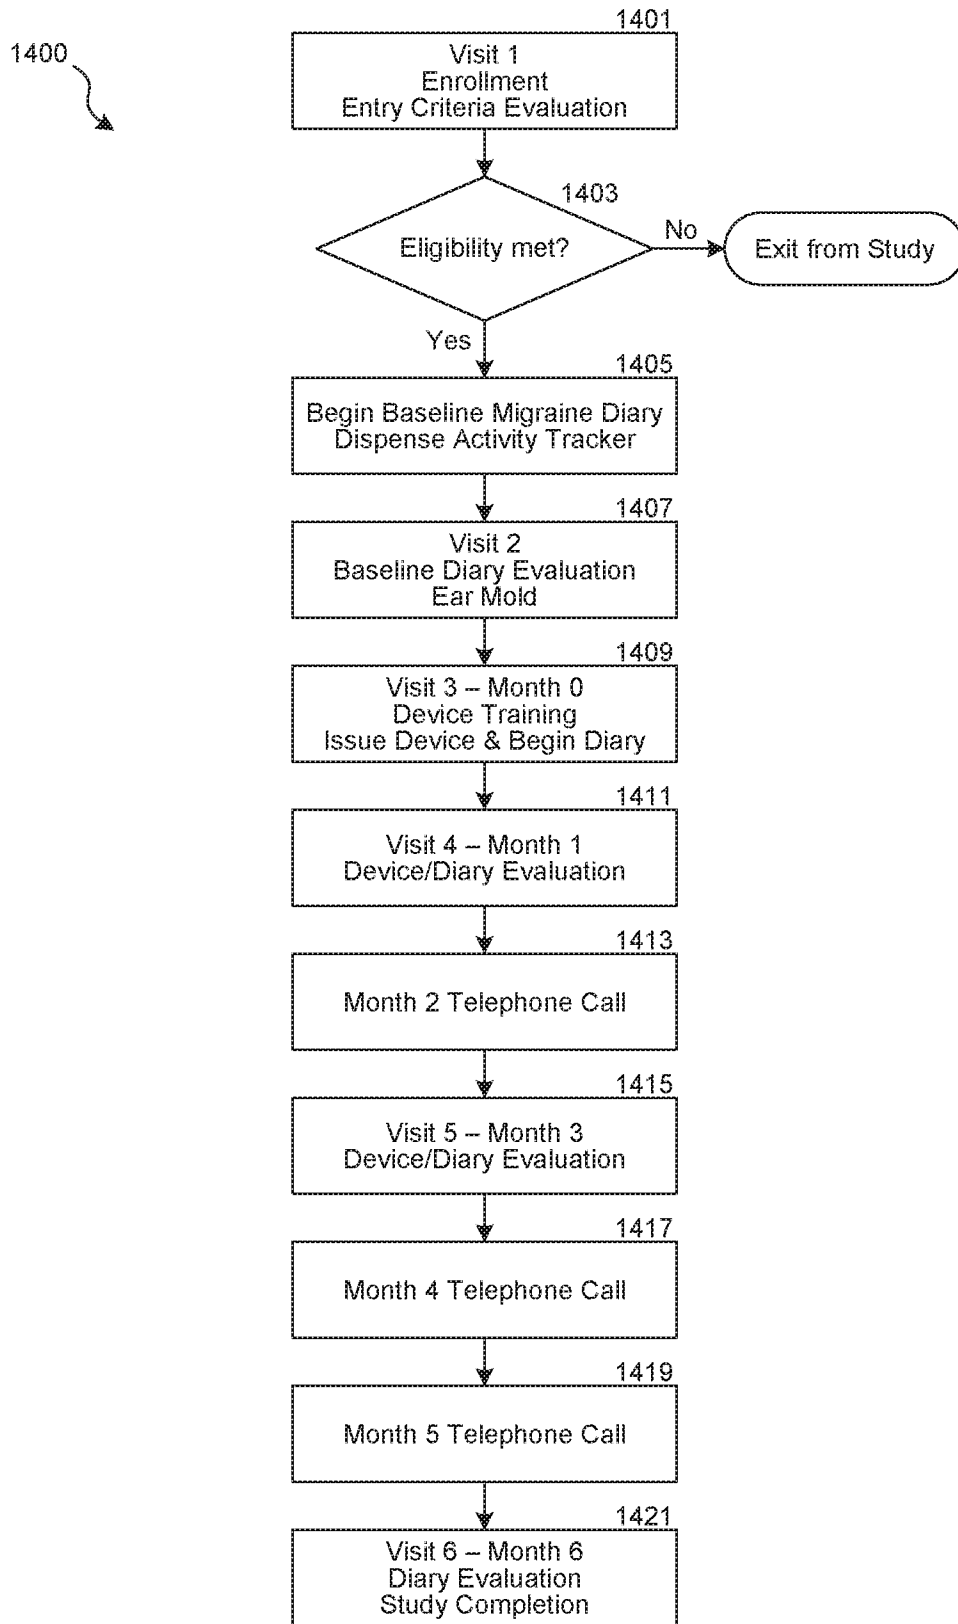 1400
1401
Visit 1
Enrollment
Entry Criteria Evaluation
1403
Eligibility met?
No
Exit from Study
Yes
1405
Begin Baseline Migraine Diary
Dispense Activity Tracker
1407
Visit 2
Baseline Diary Evaluation
Ear Mold
1409
Visit 3 – Month 0
Device Training
Issue Device & Begin Diary
1411
Visit 4 – Month 1
Device/Diary Evaluation
1413
Month 2 Telephone Call
1415
Visit 5 – Month 3
Device/Diary Evaluation
1417
Month 4 Telephone Call
1419
Month 5 Telephone Call
1421
Visit 6 – Month 6
Diary Evaluation
Study Completion